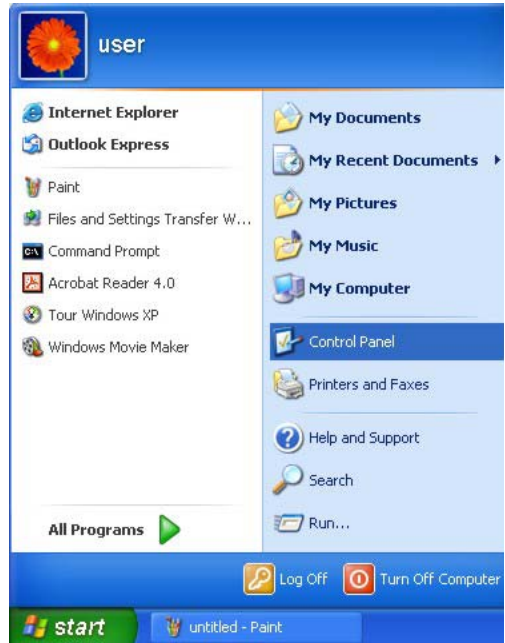 user
Internet Explorer
Outlook Express
Paint
Files and Settings Transfer W...
Command Prompt
Acrobat Reader 4.0
Tour Windows XP
Windows Movie Maker
All Programs
My Documents
My Recent Documents
My Pictures
My Music
My Computer
Control Panel
Printers and Faxes
Help and Support
Search
Run...
Log Off
Turn Off Computer
start
untitled - Paint